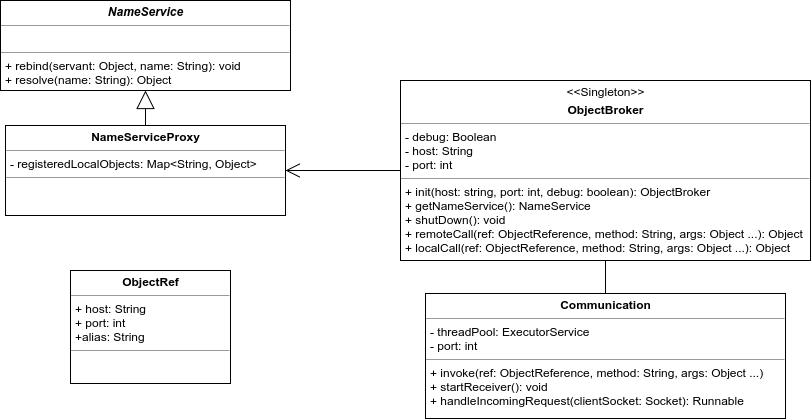 NameService
+ rebind(servant: Object, name: String): void
+ resolve(name: String): Object
NameServiceProxy
- registeredLocalObjects: Map<String, Object>
ObjectRef
+ host: String
+ port: int
+alias: String
<<Singleton>>
ObjectBroker
- debug: Boolean
- host: String
- port: int
+ init(host: string, port: int, debug: boolean): ObjectBroker
+ getNameService(): NameService
+ shutDown(): void
+ remoteCall(ref: ObjectReference, method: String, args: Object ...): Object
+ localCall(ref: ObjectReference, method: String, args: Object ...): Object
Communication
- threadPool: ExecutorService
- port: int
+ invoke(ref: ObjectReference, method: String, args: Object ...)
+ startReceiver(): void
+ handleIncomingRequest(clientSocket: Socket): Runnable